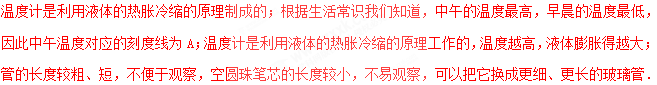 温度计是利用液体的热胀冷缩的原理制成的；根据生活常识我们知道，中午的温度最高，早晨的温度最低，
因此中午温度对应的刻度线为 A；温度计是利用液体的热胀冷缩的原理工作的，温度越高，液体膨胀得越大；
管的长度较粗、短，不便于观察，空圆珠笔芯的长度较小，不易观察，可以把它换成更细、更长的玻璃管．